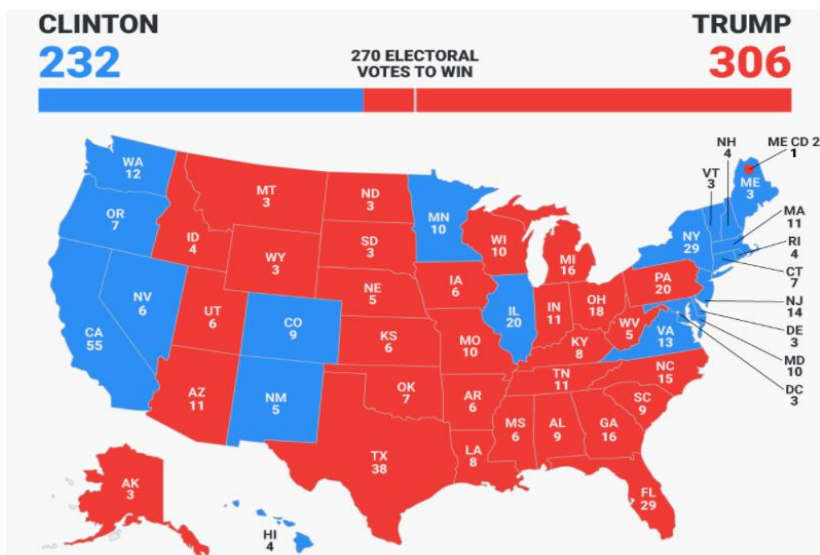 CLINTON
TRUMP
232
270 ELECTORAL
VOTES TO WIN
306
NH
4
ME CD 2
1
VT
3
WA
12
ME
3
MT
3
ND
3
MN
10
OR
7
MA
11
ID
4
SD
3
WI
10
NY
29
RI
4
WY
3
MI
16
CT
7
IA
6
PA
20
NE
5
NJ
14
NV
6
UT
6
CO
9
IL
20
IN
11
OH
18
DE
3
CA
55
KS
6
MO
10
WV
5
VA
13
MD
10
KY
8
DC
3
NC
15
TN
11
AZ
11
NM
5
OK
7
AR
6
SC
9
MS
6
AL
9
GA
16
TX
38
LA
8
AK
3
FL
29
HI
4